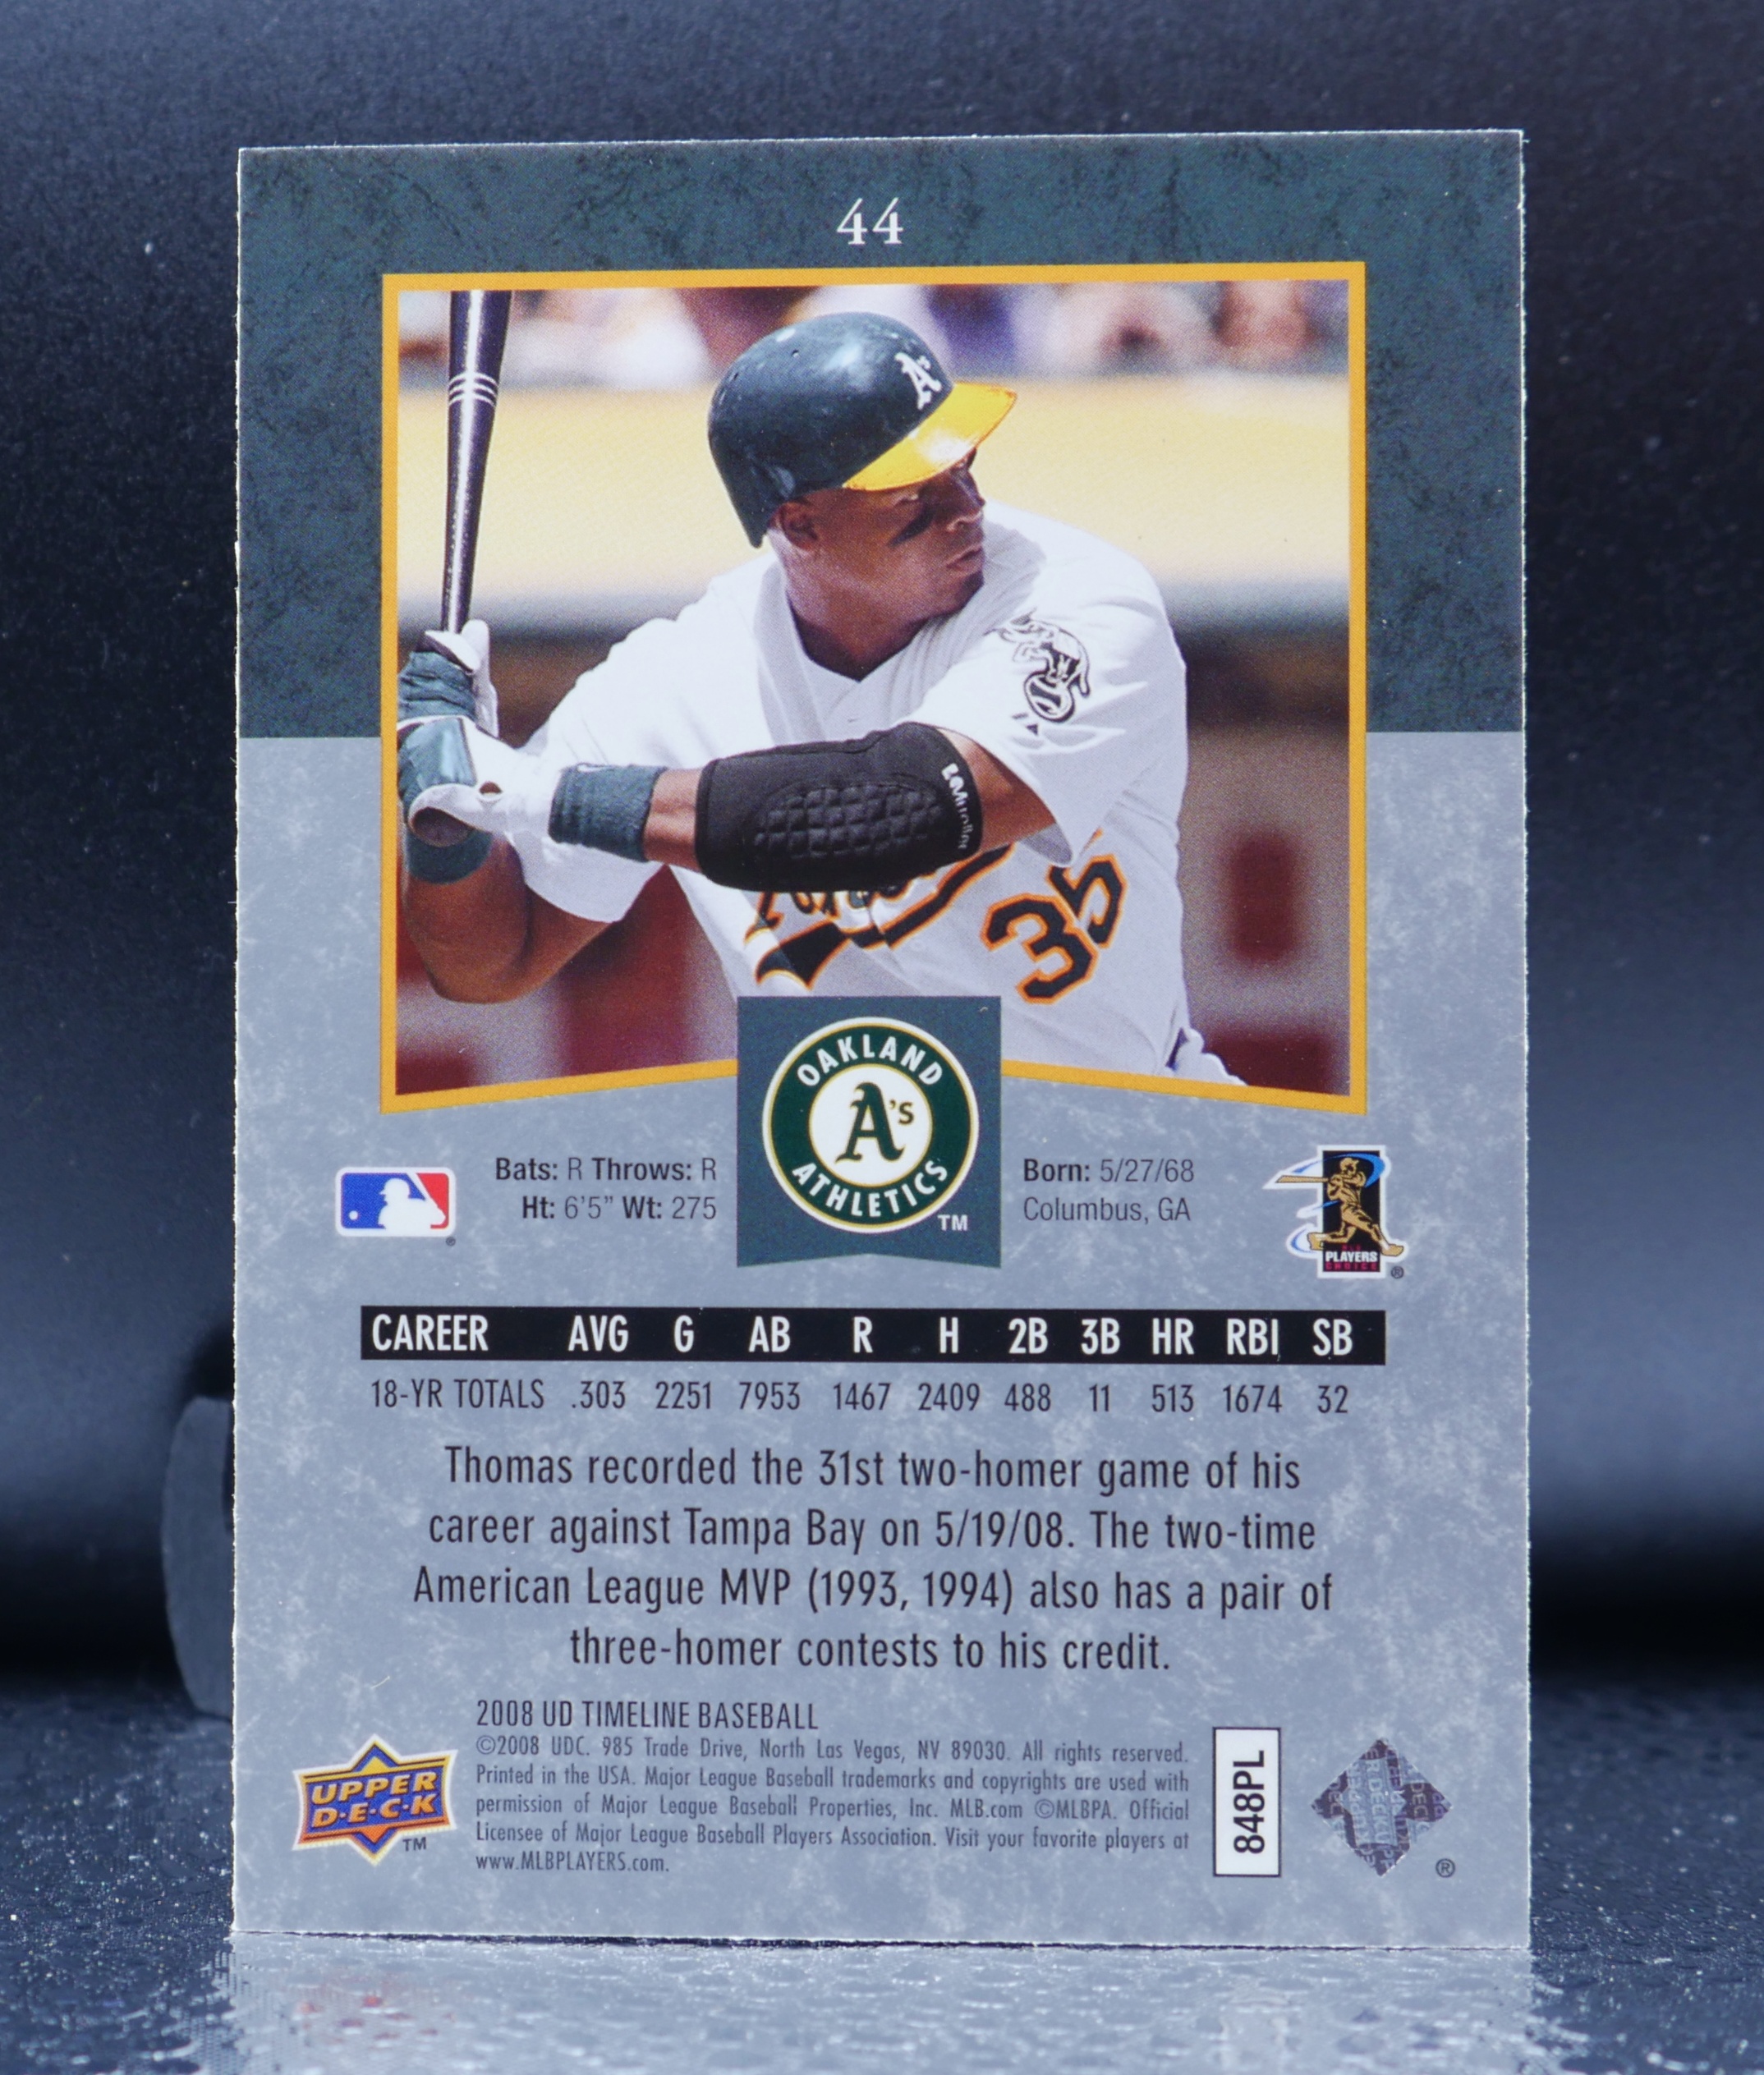 44
A's
35
OAKLAND
A's
ATHLETICS
TM
Bats: R Throws: R
Ht: 6'5" Wt: 275
Born: 5/27/68
Columbus, GA
PLAYERS
CHOICE
®
CAREER AVG G AB R H 2B 3B HR RBI SB
18-YR TOTALS .303 2251 7953 1467 2409 488 11 513 1674 32
Thomas recorded the 31st two-homer game of his
career against Tampa Bay on 5/19/08. The two-time
American League MVP (1993, 1994) also has a pair of
three-homer contests to his credit.
2008 UD TIMELINE BASEBALL
©2008 UDC. 985 Trade Drive, North Las Vegas, NV 89030. All rights reserved.
Printed in the USA. Major League Baseball trademarks and copyrights are used with
permission of Major League Baseball Properties, Inc. MLB.com ©MLBPA. Official
Licensee of Major League Baseball Players Association. Visit your favorite players at
www.MLBPLAYERS.com.
UPPER
D·E·C·K
TM
848PL
®